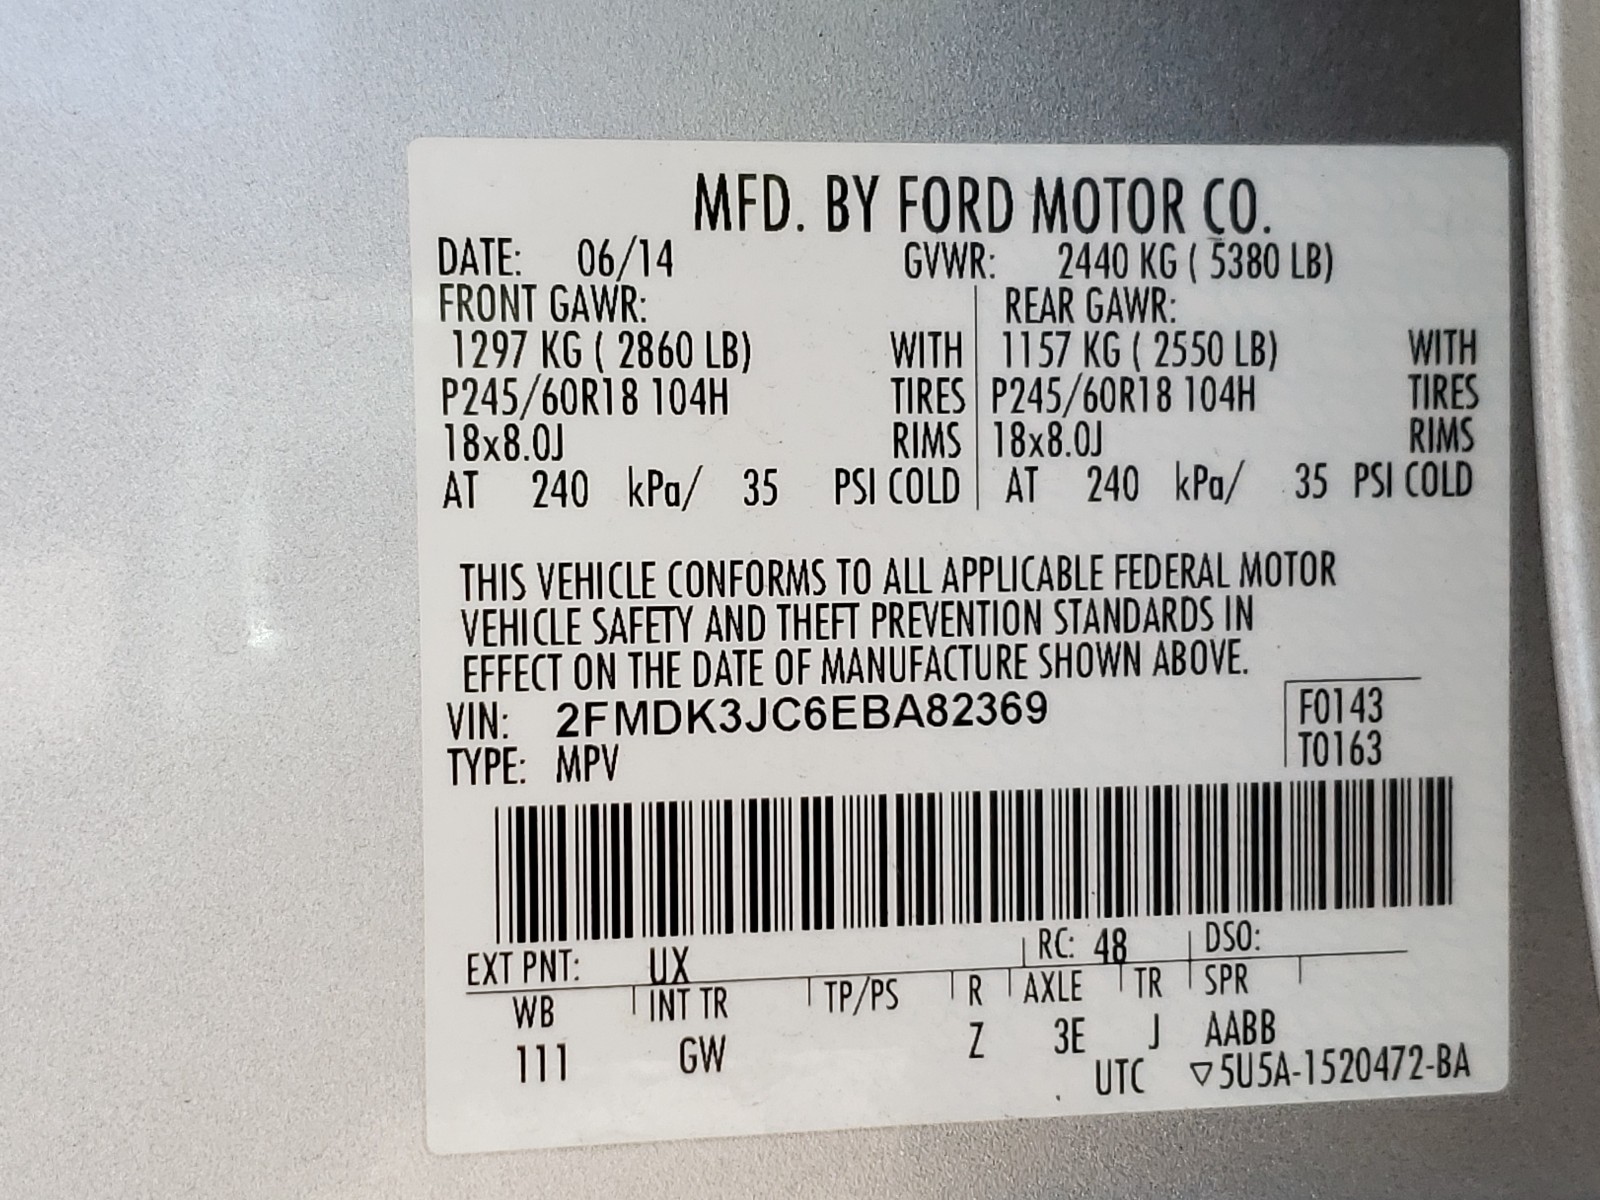 MFD. BY FORD MOTOR CO.
DATE: 06/14 GVWR: 2440 KG ( 5380 LB)
FRONT GAWR: REAR GAWR:
1297 KG ( 2860 LB) WITH 1157 KG ( 2550 LB) WITH
P245/60R18 104H TIRES P245/60R18 104H TIRES
18x8.0J RIMS 18x8.0J RIMS
AT 240 kPa/ 35 PSI COLD AT 240 kPa/ 35 PSI COLD
THIS VEHICLE CONFORMS TO ALL APPLICABLE FEDERAL MOTOR
VEHICLE SAFETY AND THEFT PREVENTION STANDARDS IN
EFFECT ON THE DATE OF MANUFACTURE SHOWN ABOVE.
VIN: 2FMDK3JC6EBA82369 F0143
TYPE: MPV T0163
EXT PNT: UX RC: 48 DSO:
WB INT TR TP/PS R AXLE TR SPR
111 GW Z 3E J AABB
UTC ▽5U5A-1520472-BA